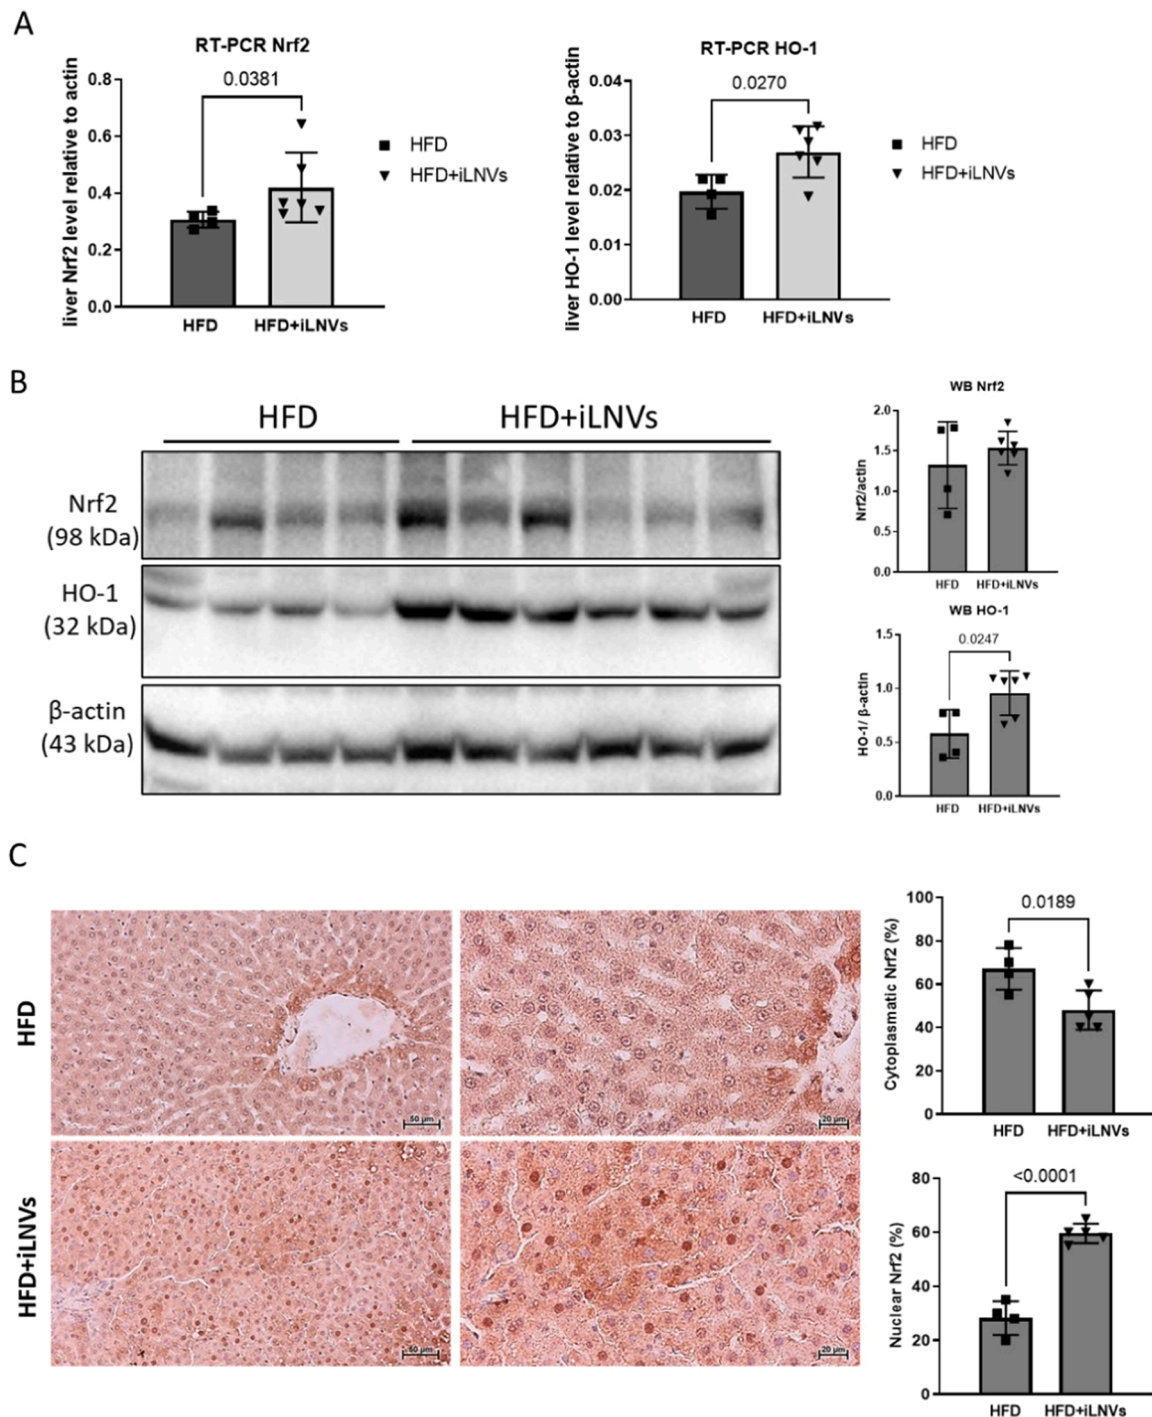 A
RT-PCR Nrf2
liver Nrf2 level relative to actin
0.8
0.6
0.4
0.2
0.0
0.0381
HFD
HFD+iLNVs
HFD
HFD+iLNVs
RT-PCR HO-1
liver HO-1 level relative to β-actin
0.04
0.03
0.02
0.01
0.00
0.0270
HFD
HFD+iLNVs
HFD
HFD+iLNVs
B
HFD
HFD+iLNVs
Nrf2
(98 kDa)
HO-1
(32 kDa)
β-actin
(43 kDa)
WB Nrf2
Nrf2/actin
2.0
1.5
1.0
0.5
0.0
HFD
HFD+iLNVs
WB HO-1
HO-1/ β-actin
1.5
1.0
0.5
0.0
0.0247
HFD
HFD+iLNVs
C
HFD
50 µm
20 µm
HFD+iLNVs
50 µm
20 µm
Cytoplasmatic Nrf2 (%)
100
80
60
40
20
0
0.0189
HFD
HFD+iLNVs
Nuclear Nrf2 (%)
80
60
40
20
0
<0.0001
HFD
HFD+iLNVs